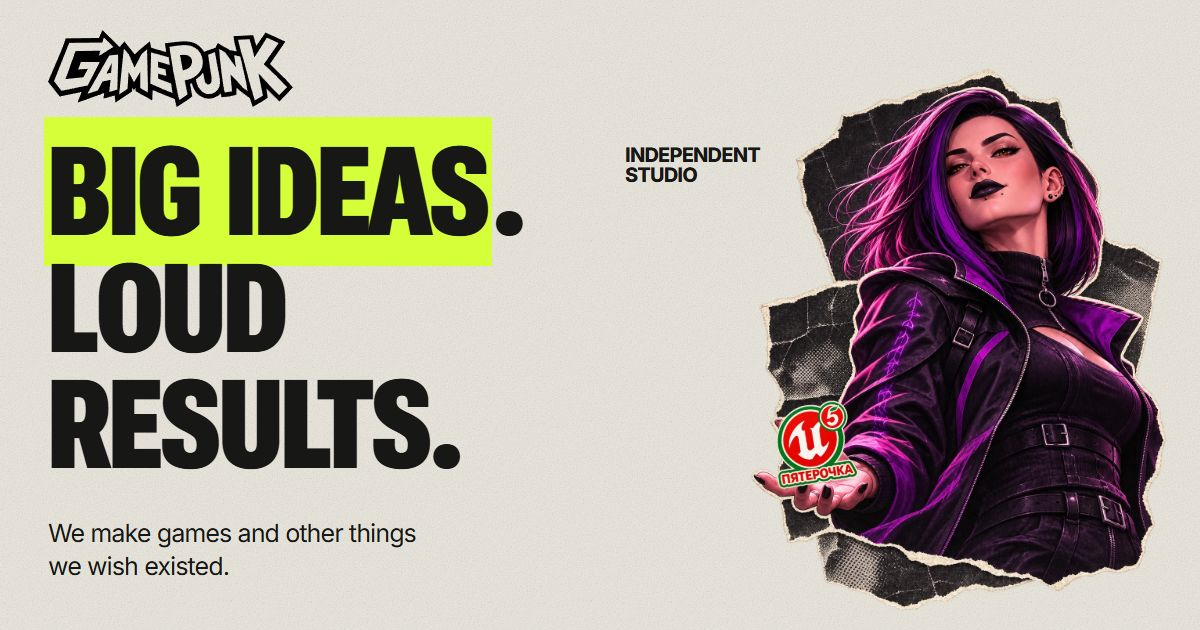 GAMEPUNK
BIG IDEAS.
LOUD
RESULTS.
We make games and other things
we wish existed.
INDEPENDENT
STUDIO
5
U
ПЯТЕРОЧКА